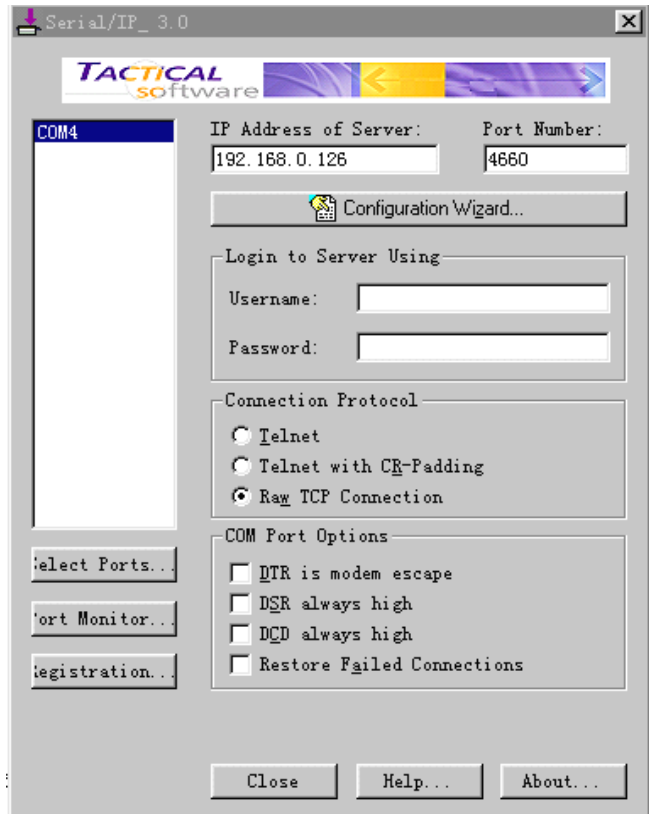 Serial/IP_ 3.0
TACTICAL
software
COM4
IP Address of Server:
Port Number:
192.168.0.126
4660
Configuration Wizard...
Login to Server Using
Username:
Password:
Connection Protocol
Telnet
Telnet with CR-Padding
Raw TCP Connection
COM Port Options
DTR is modem escape
DSR always high
DCD always high
Restore Failed Connections
elect Ports...
ort Monitor...
egistration...
Close
Help...
About...